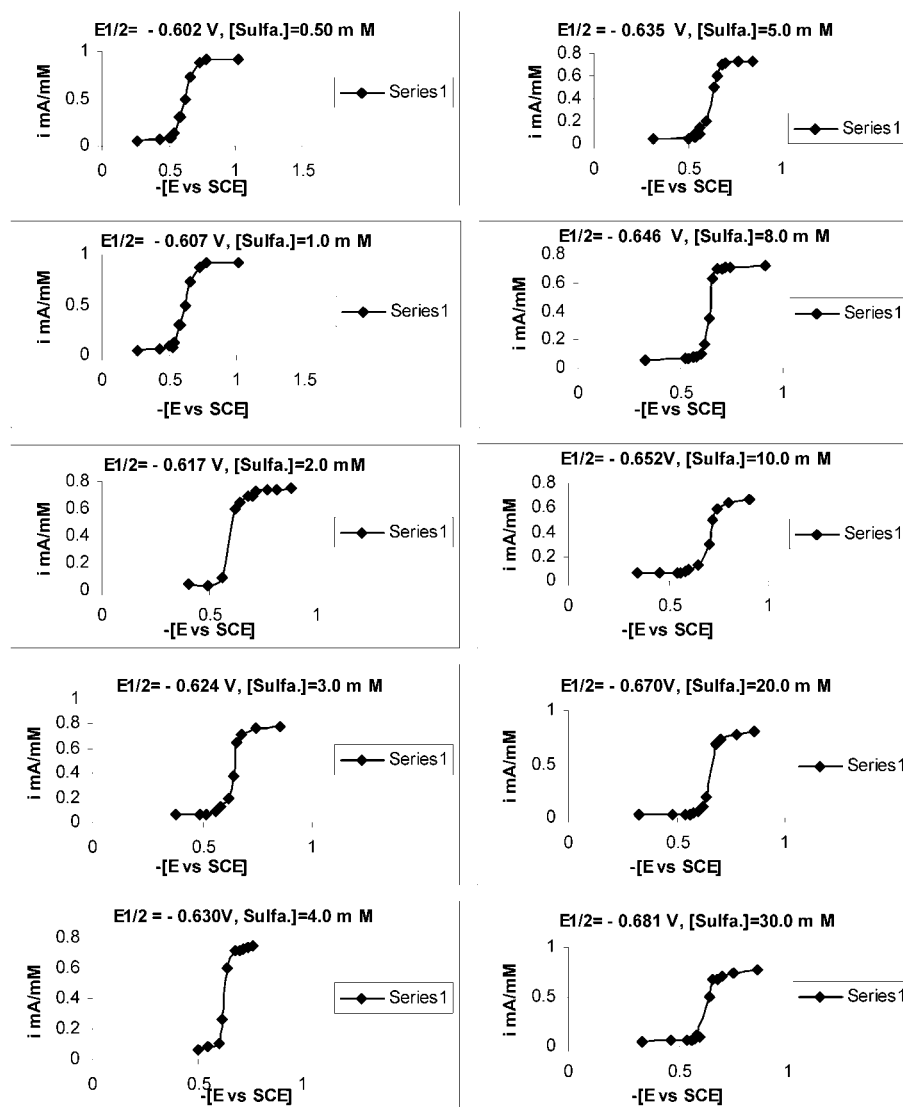 E1/2= - 0.602 V, [Sulfa.]=0.50 m M
1
0.5
0
0 0.5 1 1.5
i mA/mM
-[E vs SCE]
Series1
E1/2 = - 0.635 V, [Sulfa.]=5.0 m M
0.8
0.6
0.4
0.2
0
0 0.5 1
i mA/mM
-[E vs SCE]
Series1
E1/2= - 0.607 V, [Sulfa.]=1.0 m M
1
0.5
0
0 0.5 1 1.5
i mA/mM
-[E vs SCE]
Series1
E1/2= - 0.646 V, [Sulfa.]=8.0 m M
0.8
0.6
0.4
0.2
0
0 0.5 1
i mA/mM
-[E vs SCE]
Series1
E1/2= - 0.617 V, [Sulfa.]=2.0 m M
0.8
0.6
0.4
0.2
0
0 0.5 1
i mA/mM
-[E vs SCE]
Series1
E1/2= - 0.652V, [Sulfa.]=10.0 m M
0.8
0.6
0.4
0.2
0
0 0.5 1
i mA/mM
-[E vs SCE]
Series1
E1/2= - 0.624 V, [Sulfa.]=3.0 m M
1
0.8
0.6
0.4
0.2
0
0 0.5 1
i mA/mM
-[E vs SCE]
Series1
E1/2= - 0.670V, [Sulfa.]=20.0 m M
1
0.5
0
0 0.5 1
i mA/mM
-[E vs SCE]
Series1
E1/2 = - 0.630V, Sulfa.]=4.0 m M
0.8
0.6
0.4
0.2
0
0 0.5 1
i mA/mM
-[E vs SCE]
Series1
E1/2= - 0.681 V, [Sulfa.]=30.0 m M
1
0.5
0
0 0.5 1
i mA/mM
-[E vs SCE]
Series1